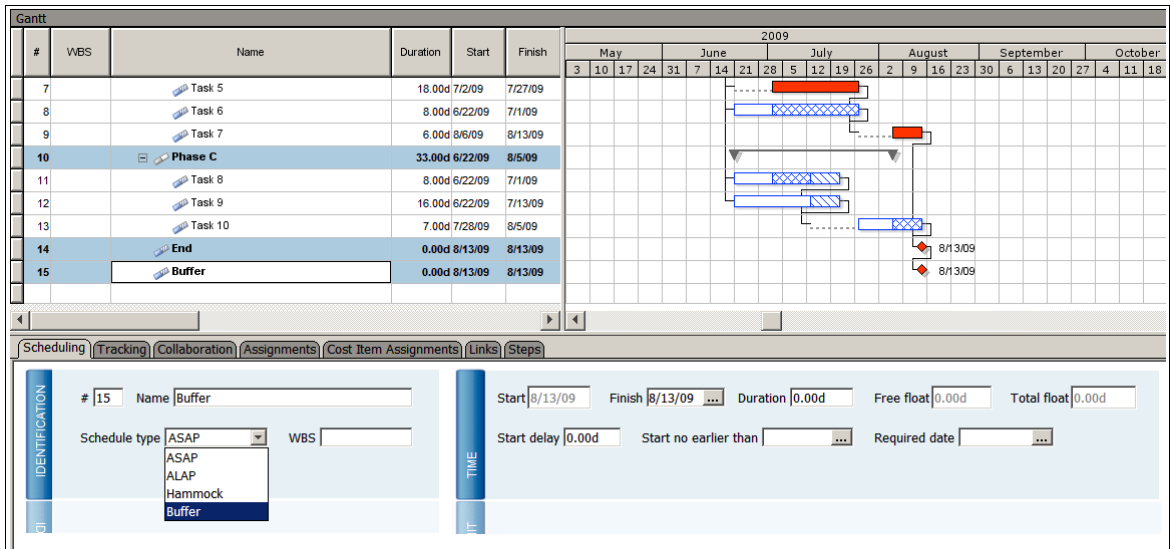 Gantt
# WBS Name Duration Start Finish
2009
May June July August September October
3 10 17 24 31 7 14 21 28 5 12 19 26 2 9 16 23 30 6 13 20 27 4 11 18
7 Task 5 18.00d 7/2/09 7/27/09
8 Task 6 8.00d 6/22/09 7/1/09
9 Task 7 6.00d 8/6/09 8/13/09
10 Phase C 33.00d 6/22/09 8/5/09
11 Task 8 8.00d 6/22/09 7/1/09
12 Task 9 16.00d 6/22/09 7/13/09
13 Task 10 7.00d 7/28/09 8/5/09
14 End 0.00d 8/13/09 8/13/09 8/13/09
15 Buffer 0.00d 8/13/09 8/13/09 8/13/09
Scheduling Tracking Collaboration Assignments Cost Item Assignments Links Steps
IDENTIFICATION
# 15 Name Buffer
Schedule type ASAP WBS
ASAP
ALAP
Hammock
Buffer
TIME
Start 8/13/09 Finish 8/13/09 ... Duration 0.00d Free float 0.00d Total float 0.00d
Start delay 0.00d Start no earlier than ... Required date ...